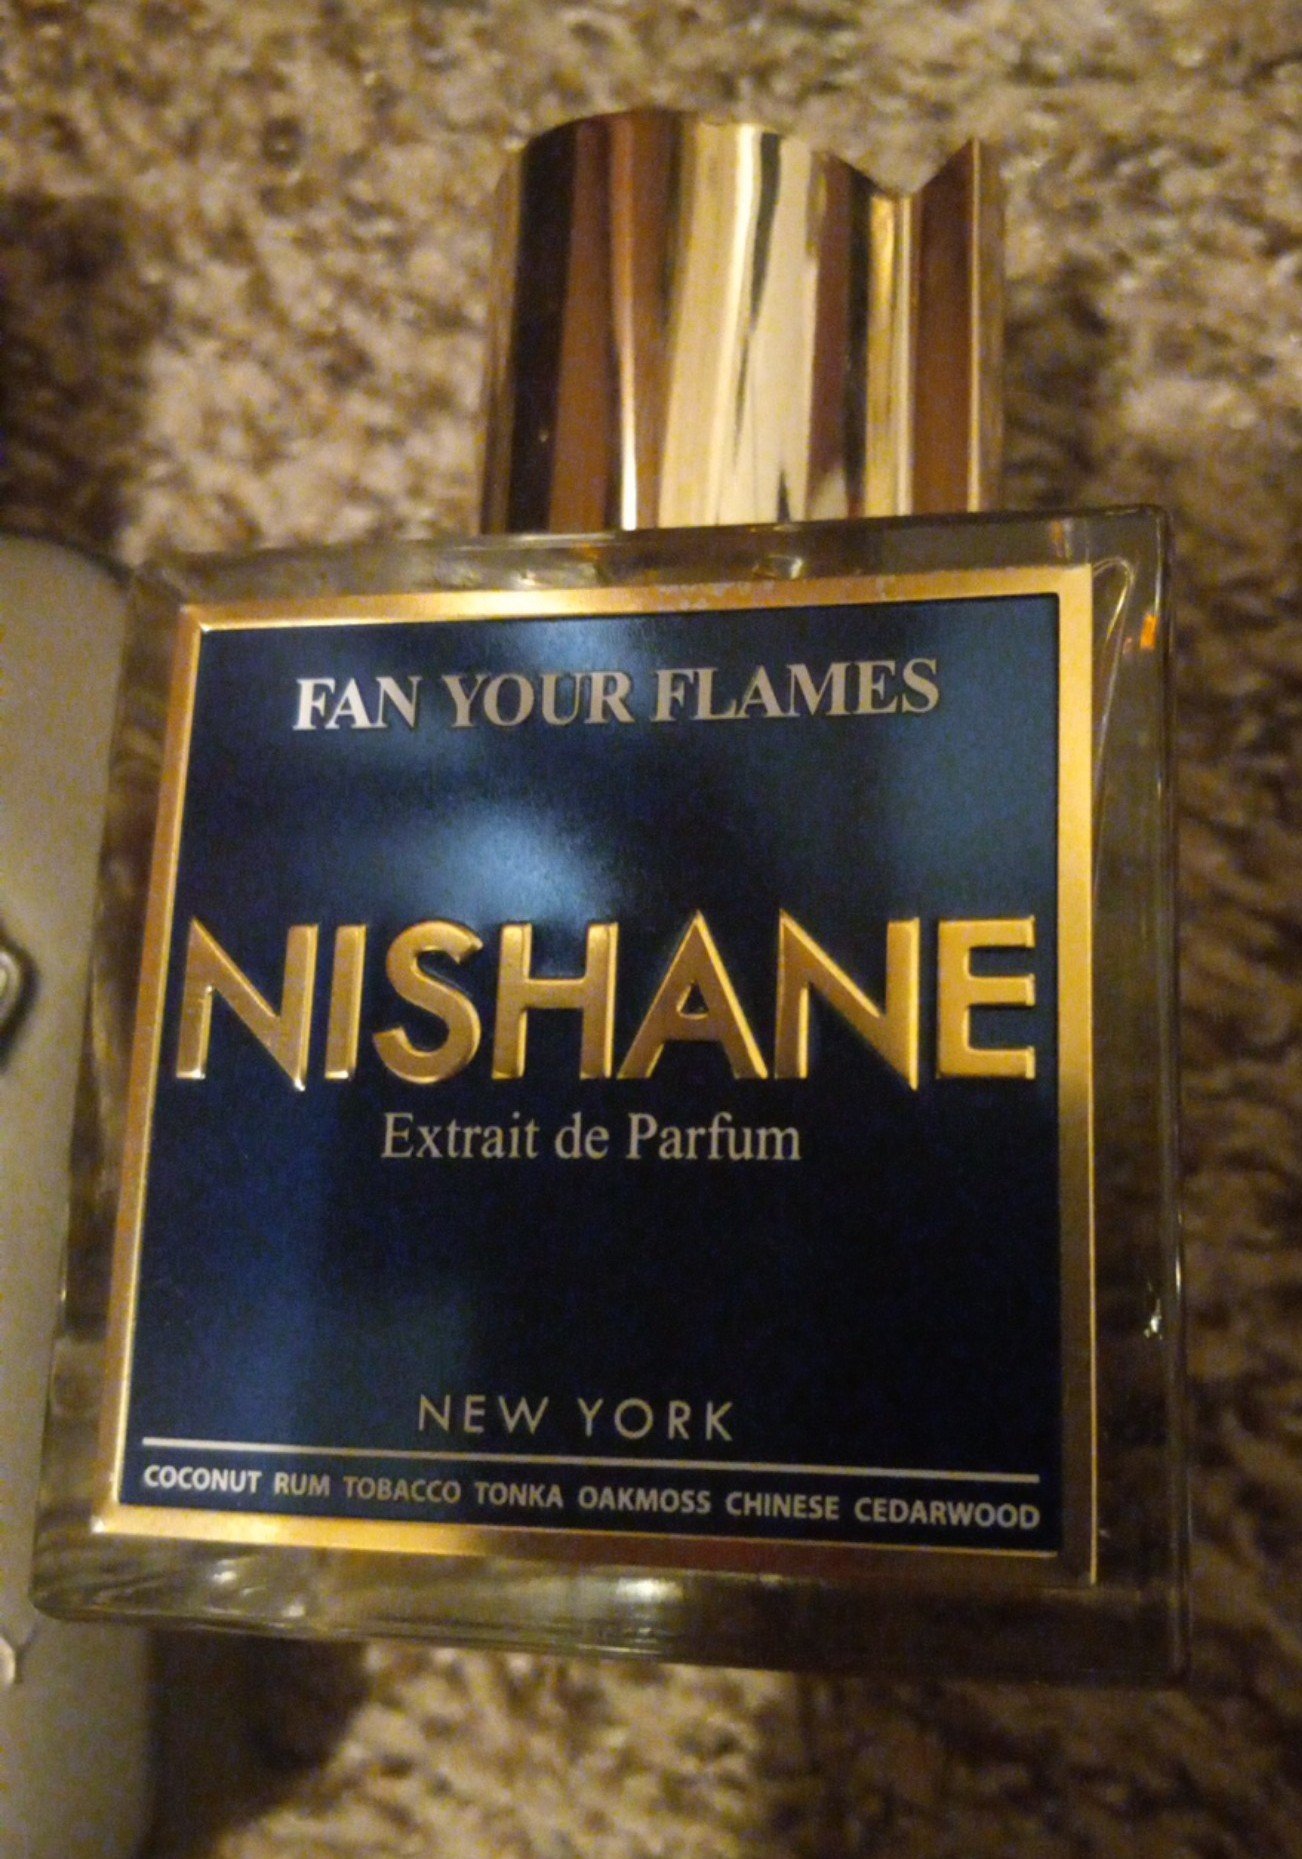 FAN YOUR FLAMES
NISHANE
Extrait de Parfum
NEW YORK
COCONUT RUM TOBACCO TONKA OAKMOSS CHINESE CEDARWOOD